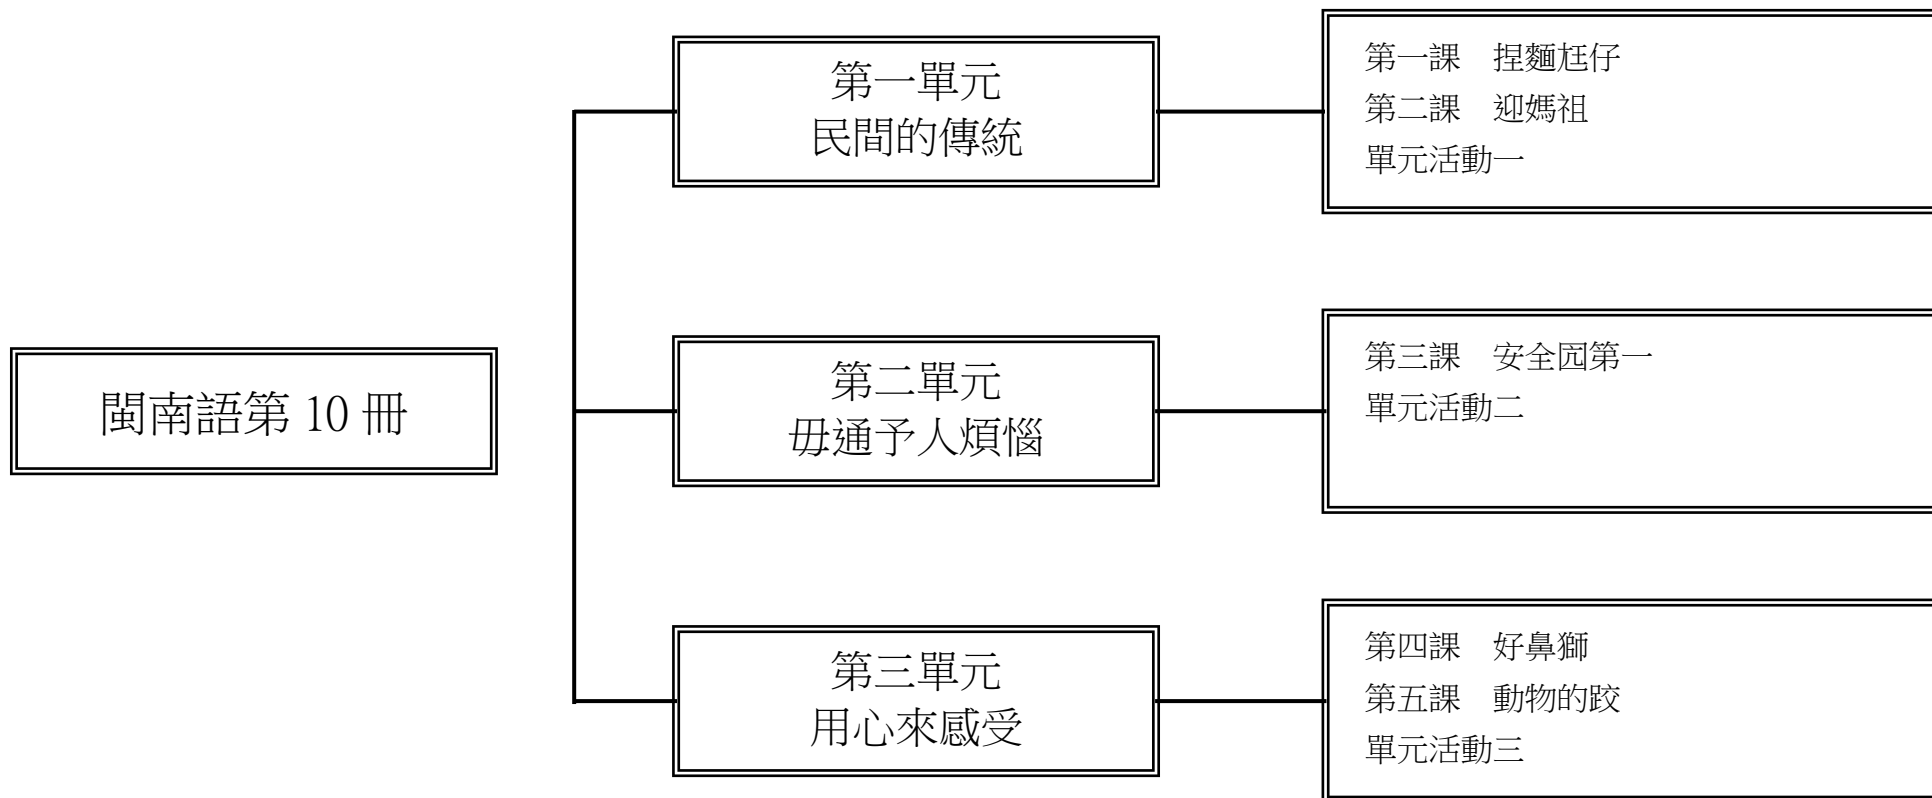 閩南語第 10 冊
第一單元
民間的傳統
第一課　捏麵尪仔
第二課　迎媽祖
單元活動一
第二單元
毋通予人煩惱
第三課　安全囥第一
單元活動二
第三單元
用心來感受
第四課　好鼻獅
第五課　動物的跤
單元活動三